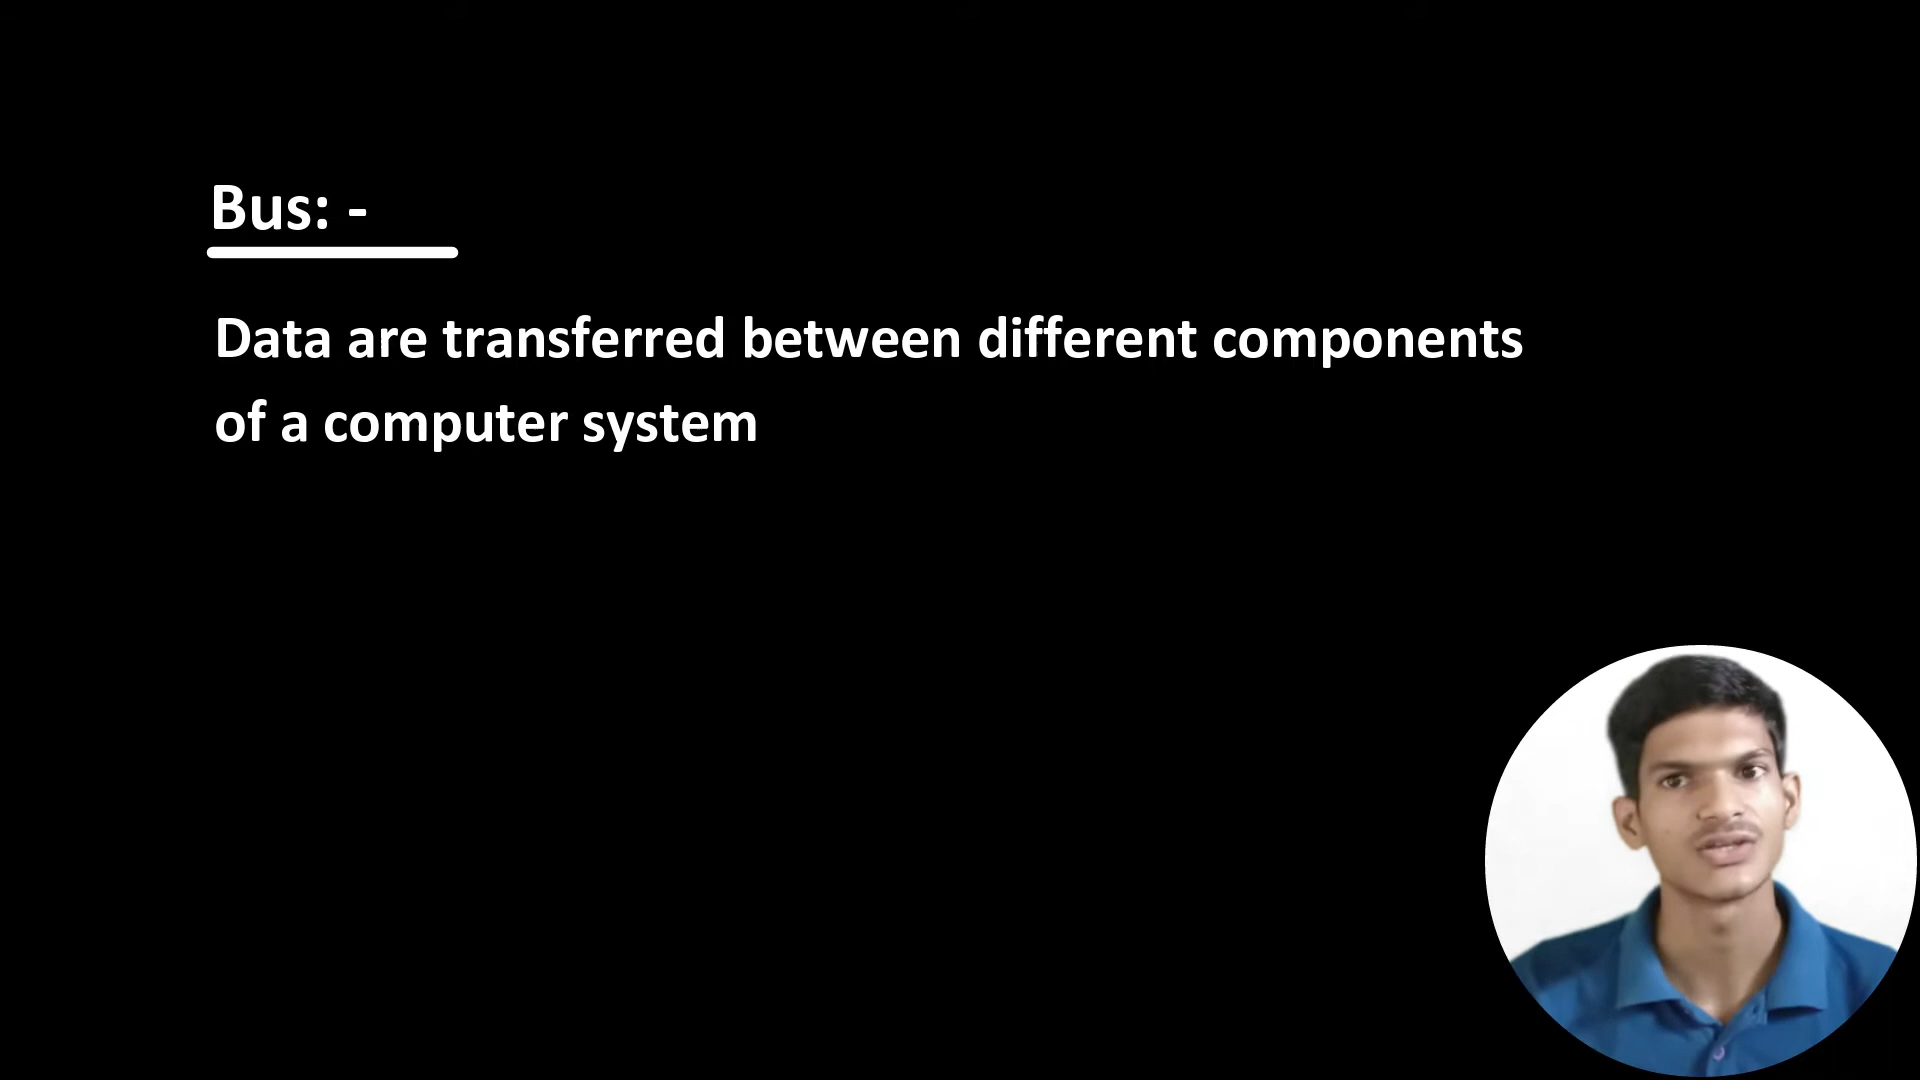 Bus: -
Data are transferred between different components
of a computer system